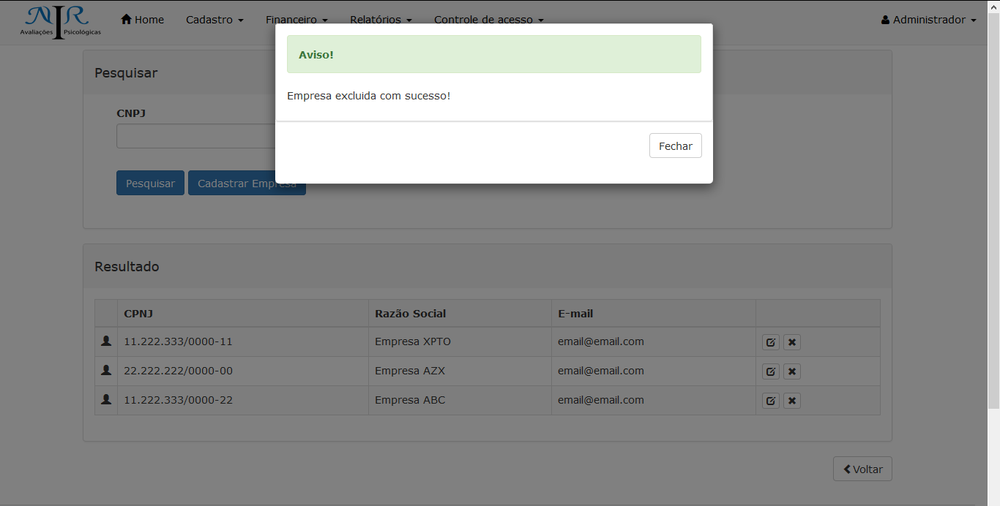 NIR
Avaliações Psicológicas
Home Cadastro Financeiro Relatórios Controle de acesso Administrador
Aviso!
Empresa excluida com sucesso!
Fechar
Pesquisar
CNPJ
Pesquisar Cadastrar Empresa
Resultado
CPNJ Razão Social E-mail
11.222.333/0000-11 Empresa XPTO email@email.com
22.222.222/0000-00 Empresa AZX email@email.com
11.222.333/0000-22 Empresa ABC email@email.com
Voltar